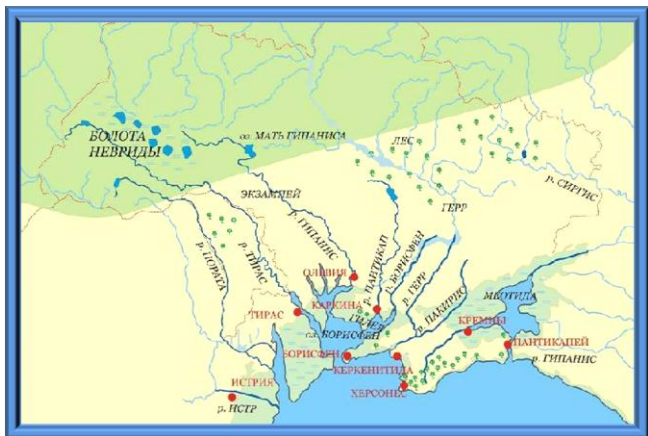 оз. МАТЬ ГИПАНИСА
БОЛОТА
НЕВРИДЫ
ЛЕС
ЭКЗАМПЕЙ
р. СИРГИС
ГЕРР
р. ГИПАНИС
р. ПОРАТА
р. ТИРАС
р. ПАНТИКАП
р. БОРИСФЕН
р. ГЕРР
ОЛЬВИЯ
КАРКИНА
ГИЛЕЯ
МЕОТИДА
р. ПАКИРИС
ТИРАС
оз. БОРИСФЕН
КРЕМНЫ
ПАНТИКАПЕЙ
БОРИСФЕН
р. ГИПАНИС
КЕРКЕНИТИДА
ИСТРИЯ
ХЕРСОНЕС
р. ИСТР